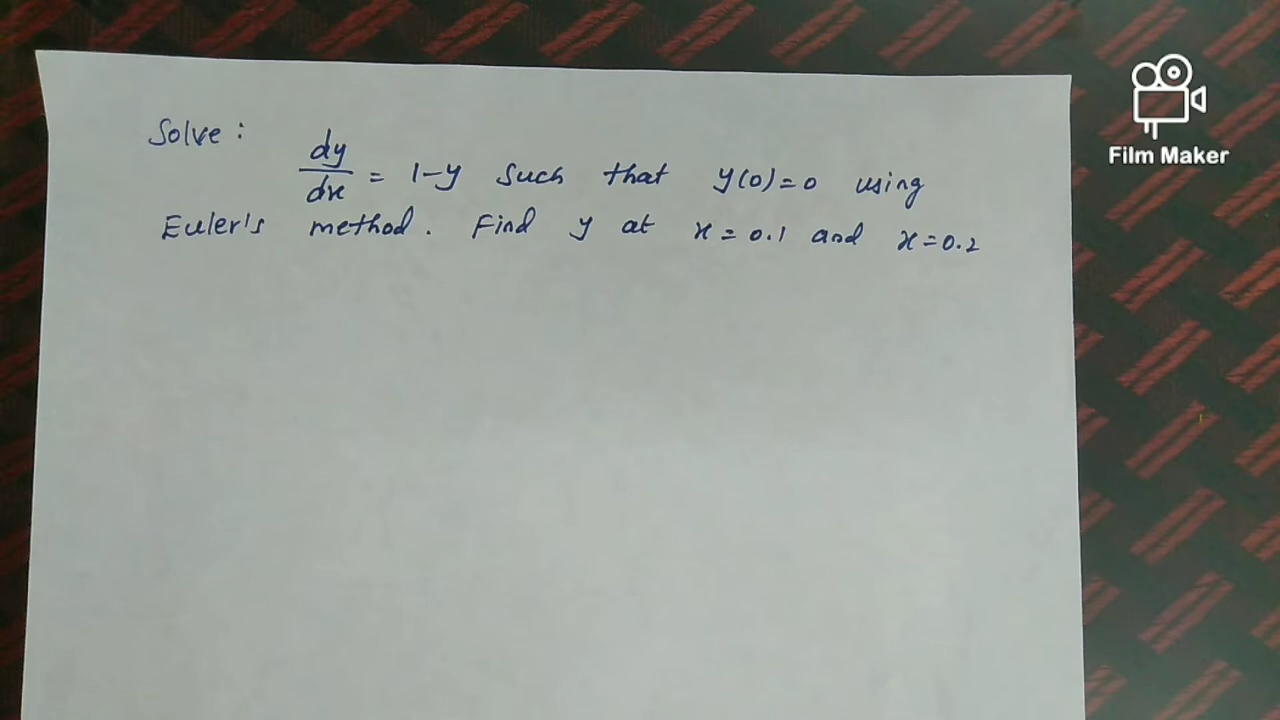 Solve :
dy/dx = 1-y such that y(0)=0 using
Euler's method. Find y at x=0.1 and x=0.2
Film Maker